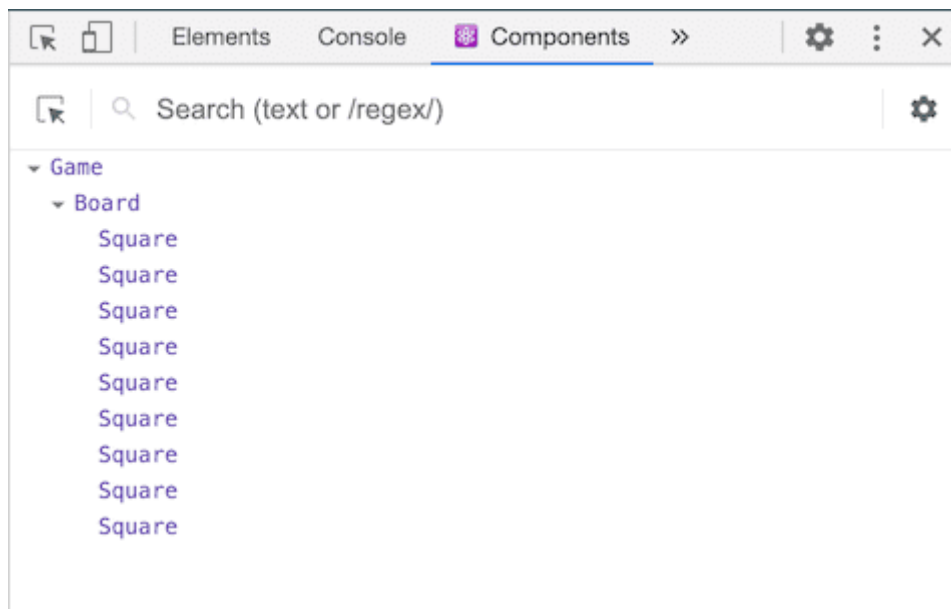 Elements Console Components »
Search (text or /regex/)
Game
Board
Square
Square
Square
Square
Square
Square
Square
Square
Square